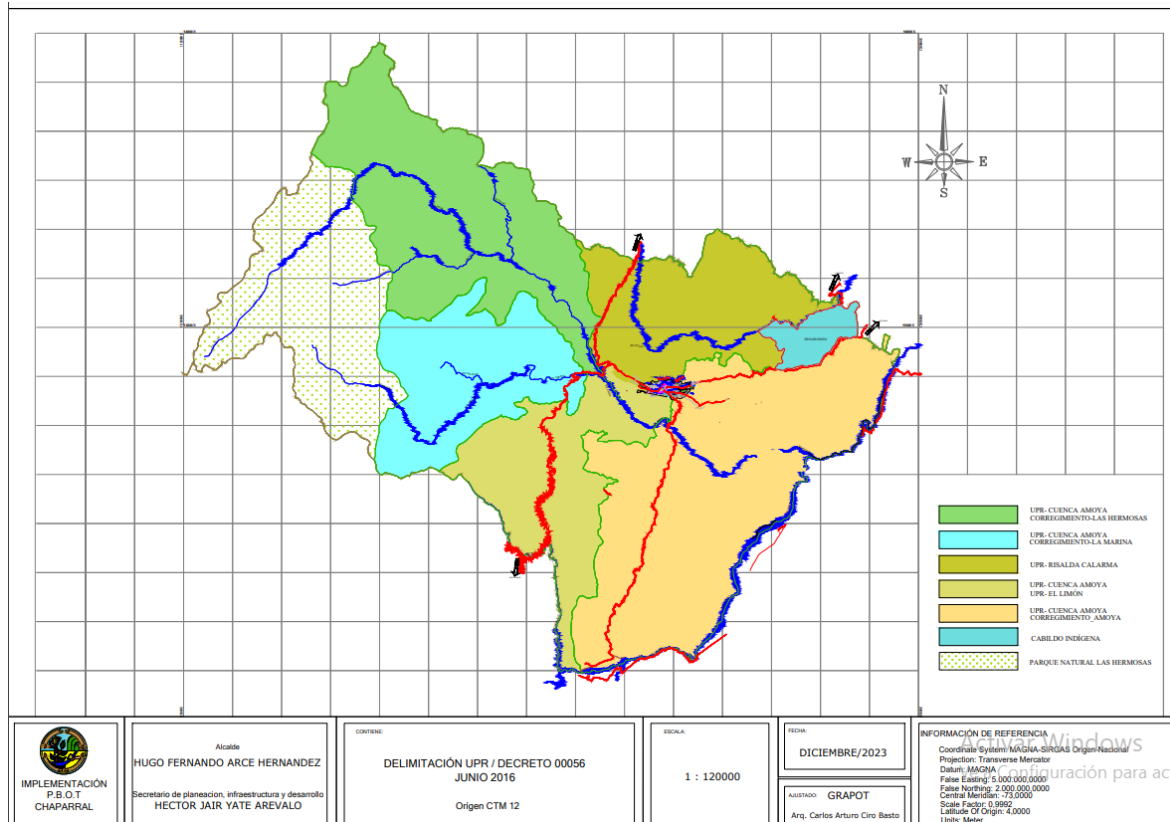 N
W
E
S
UPR- CUENCA AMOYA
CORREGIMIENTO-LAS HERMOSAS
UPR- CUENCA AMOYA
CORREGIMIENTO-LA MARINA
UPR- RISALDA CALARMA
UPR- CUENCA AMOYA
UPR- EL LIMÓN
UPR- CUENCA AMOYA
CORREGIMIENTO_AMOYA
CABILDO INDÍGENA
PARQUE NATURAL LAS HERMOSAS
IMPLEMENTACIÓN
P.B.O.T
CHAPARRAL
Alcalde
HUGO FERNANDO ARCE HERNANDEZ
Secretario de planeacion, infraestructura y desarrollo
HECTOR JAIR YATE AREVALO
CONTIENE:
DELIMITACIÓN UPR / DECRETO 00056
JUNIO 2016
Origen CTM 12
ESCALA:
1 : 120000
FECHA:
DICIEMBRE/2023
AJUSTADO:
GRAPOT
Arq. Carlos Arturo Ciro Basto
INFORMACIÓN DE REFERENCIA
Coordinate System: MAGNA-SIRGAS Origen-Nacional
Projection: Transverse Mercator
Datum: MAGNA
False Easting: 5.000.000,0000
False Northing: 2.000.000,0000
Central Meridian: -73,0000
Scale Factor: 0,9992
Latitude Of Origin: 4,0000
Units: Meter
Activar Windows
Configuración para ac